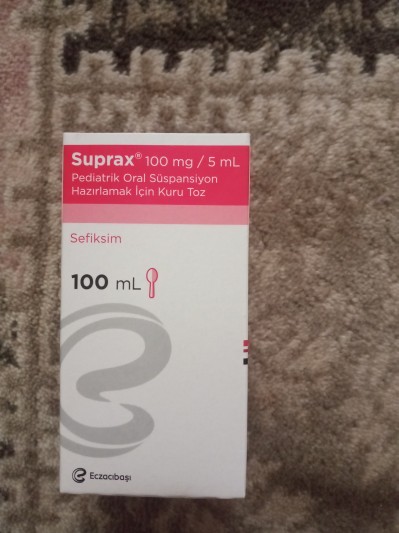 Suprax® 100 mg / 5 mL
Pediatrik Oral Süspansiyon
Hazırlamak İçin Kuru Toz
Sefiksim
100 mL
Eczacıbaşı